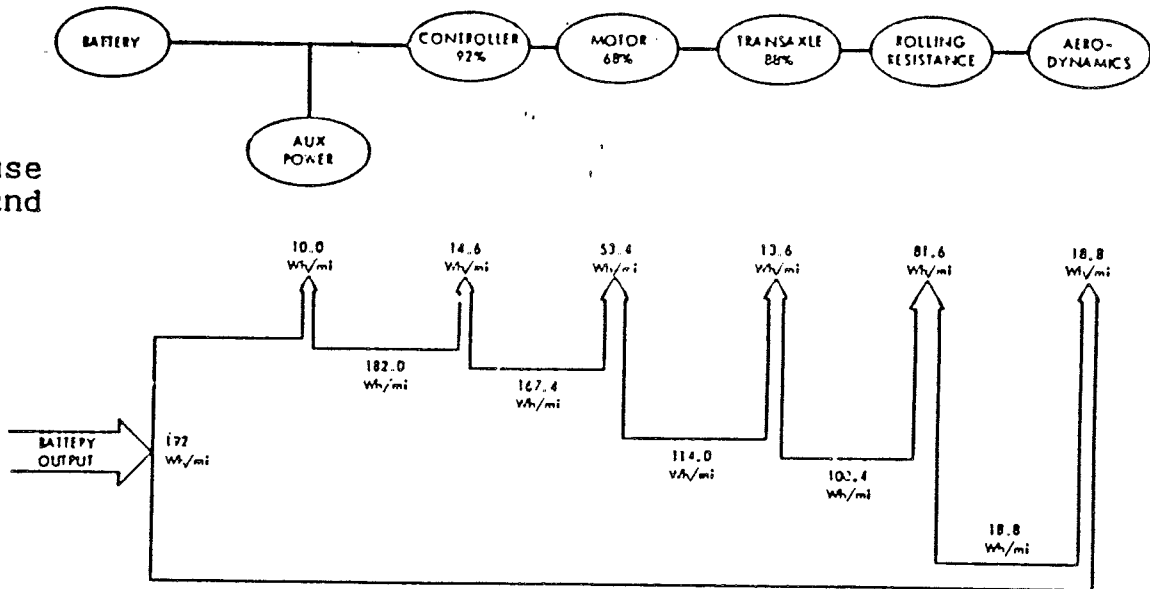 BATTERY
CONTROLLER
92%
MOTOR
68%
TRANSAXLE
88%
ROLLING
RESISTANCE
AERO-
DYNAMICS
AUX
POWER
use
and
10.0
Wh/mi
14.6
Wh/mi
53.4
Wh/mi
13.6
Wh/mi
81.6
Wh/mi
18.8
Wh/mi
182.0
Wh/mi
167.4
Wh/mi
BATTERY
OUTPUT
192
Wh/mi
114.0
Wh/mi
100.4
Wh/mi
18.8
Wh/mi